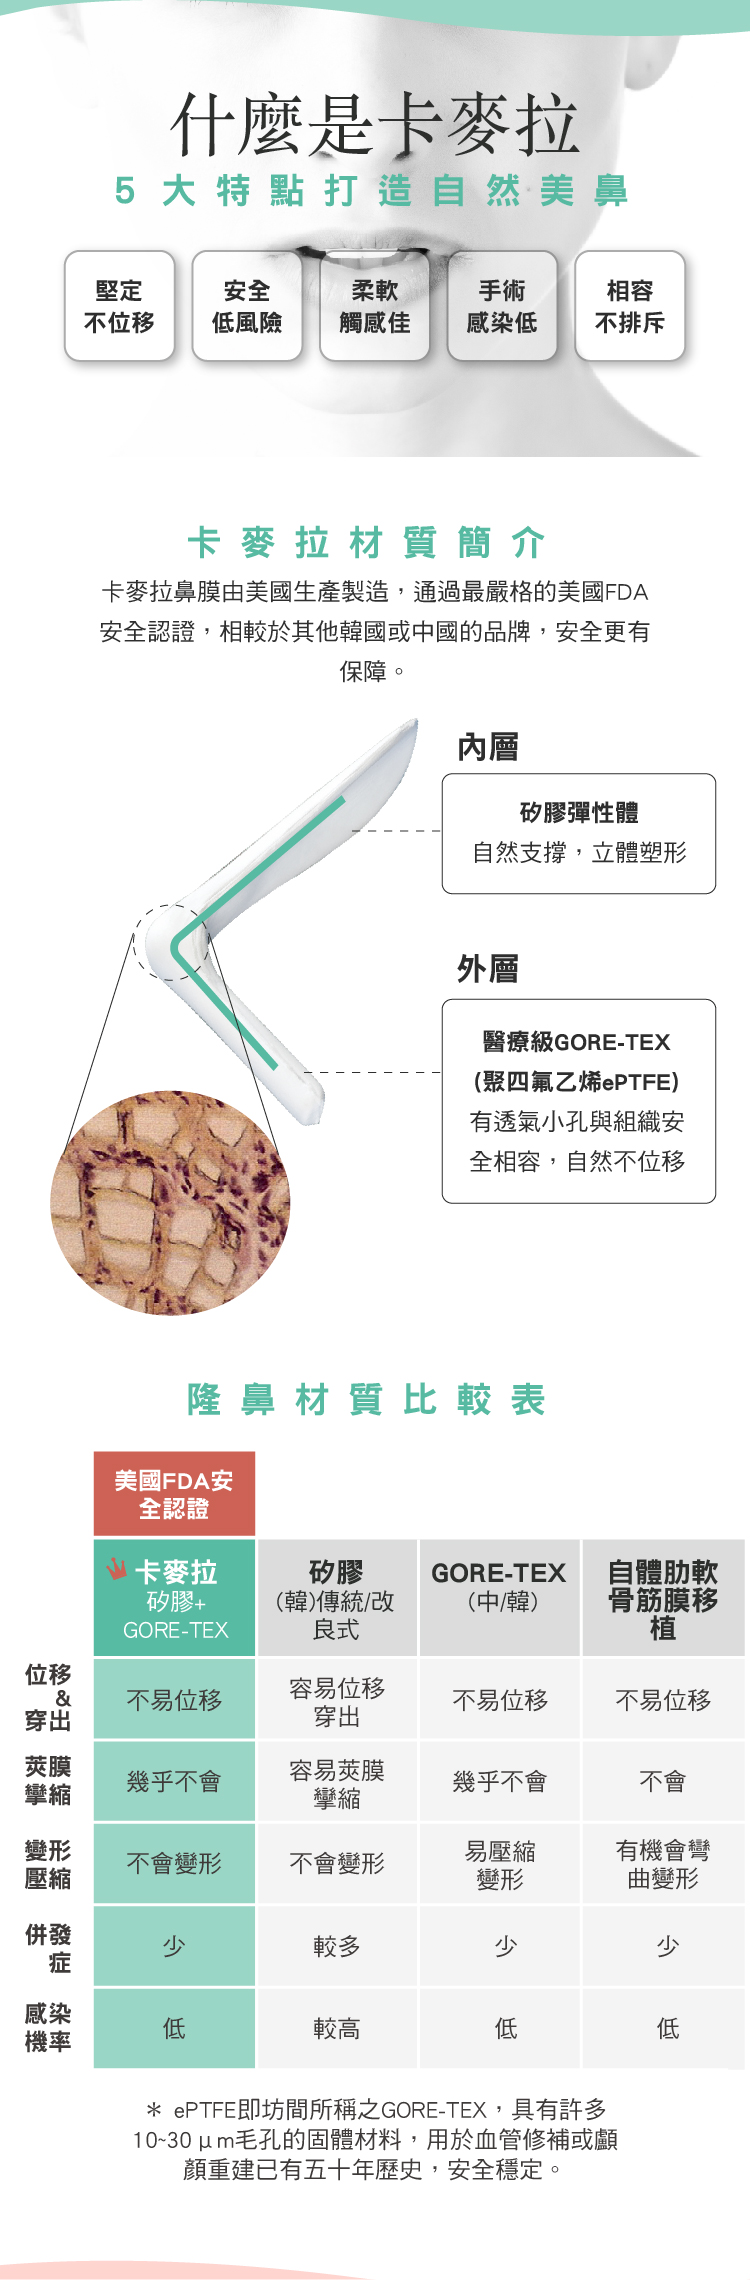 什麼是卡麥拉
5大特點打造自然美鼻
堅定
不位移
安全
低風險
柔軟
觸感佳
手術
感染低
相容
不排斥
卡麥拉材質簡介
卡麥拉鼻膜由美國生產製造，通過最嚴格的美國FDA
安全認證，相較於其他韓國或中國的品牌，安全更有
保障。
內層
矽膠彈性體
自然支撐，立體塑形
外層
醫療級GORE-TEX
(聚四氟乙烯ePTFE)
有透氣小孔與組織安
全相容，自然不位移
隆鼻材質比較表
美國FDA安
全認證
卡麥拉
矽膠+
GORE-TEX
矽膠
(韓)傳統/改
良式
GORE-TEX
(中/韓)
自體肋軟
骨筋膜移
植
位移
&
穿出
不易位移
容易位移
穿出
不易位移
不易位移
莢膜
攣縮
幾乎不會
容易莢膜
攣縮
幾乎不會
不會
變形
壓縮
不會變形
不會變形
易壓縮
變形
有機會彎
曲變形
併發
症
少
較多
少
少
感染
機率
低
較高
低
低
＊ ePTFE即坊間所稱之GORE-TEX，具有許多
10~30 μm毛孔的固體材料，用於血管修補或顱
顏重建已有五十年歷史，安全穩定。